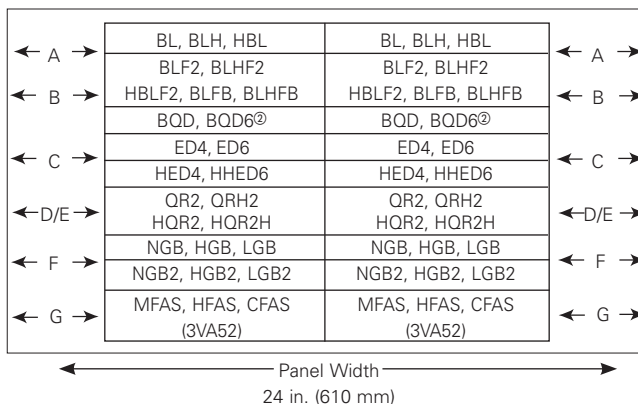 BL, BLH, HBL BL, BLH, HBL
A A
BLF2, BLHF2 BLF2, BLHF2
B HBLF2, BLFB, BLHFB HBLF2, BLFB, BLHFB B
BQD, BQD6② BQD, BQD6②
ED4, ED6 ED4, ED6
C C
HED4, HHED6 HED4, HHED6
QR2, QRH2 QR2, QRH2
D/E D/E
HQR2, HQR2H HQR2, HQR2H
NGB, HGB, LGB NGB, HGB, LGB
F F
NGB2, HGB2, LGB2 NGB2, HGB2, LGB2
MFAS, HFAS, CFAS MFAS, HFAS, CFAS
G G
(3VA52) (3VA52)
Panel Width
24 in. (610 mm)